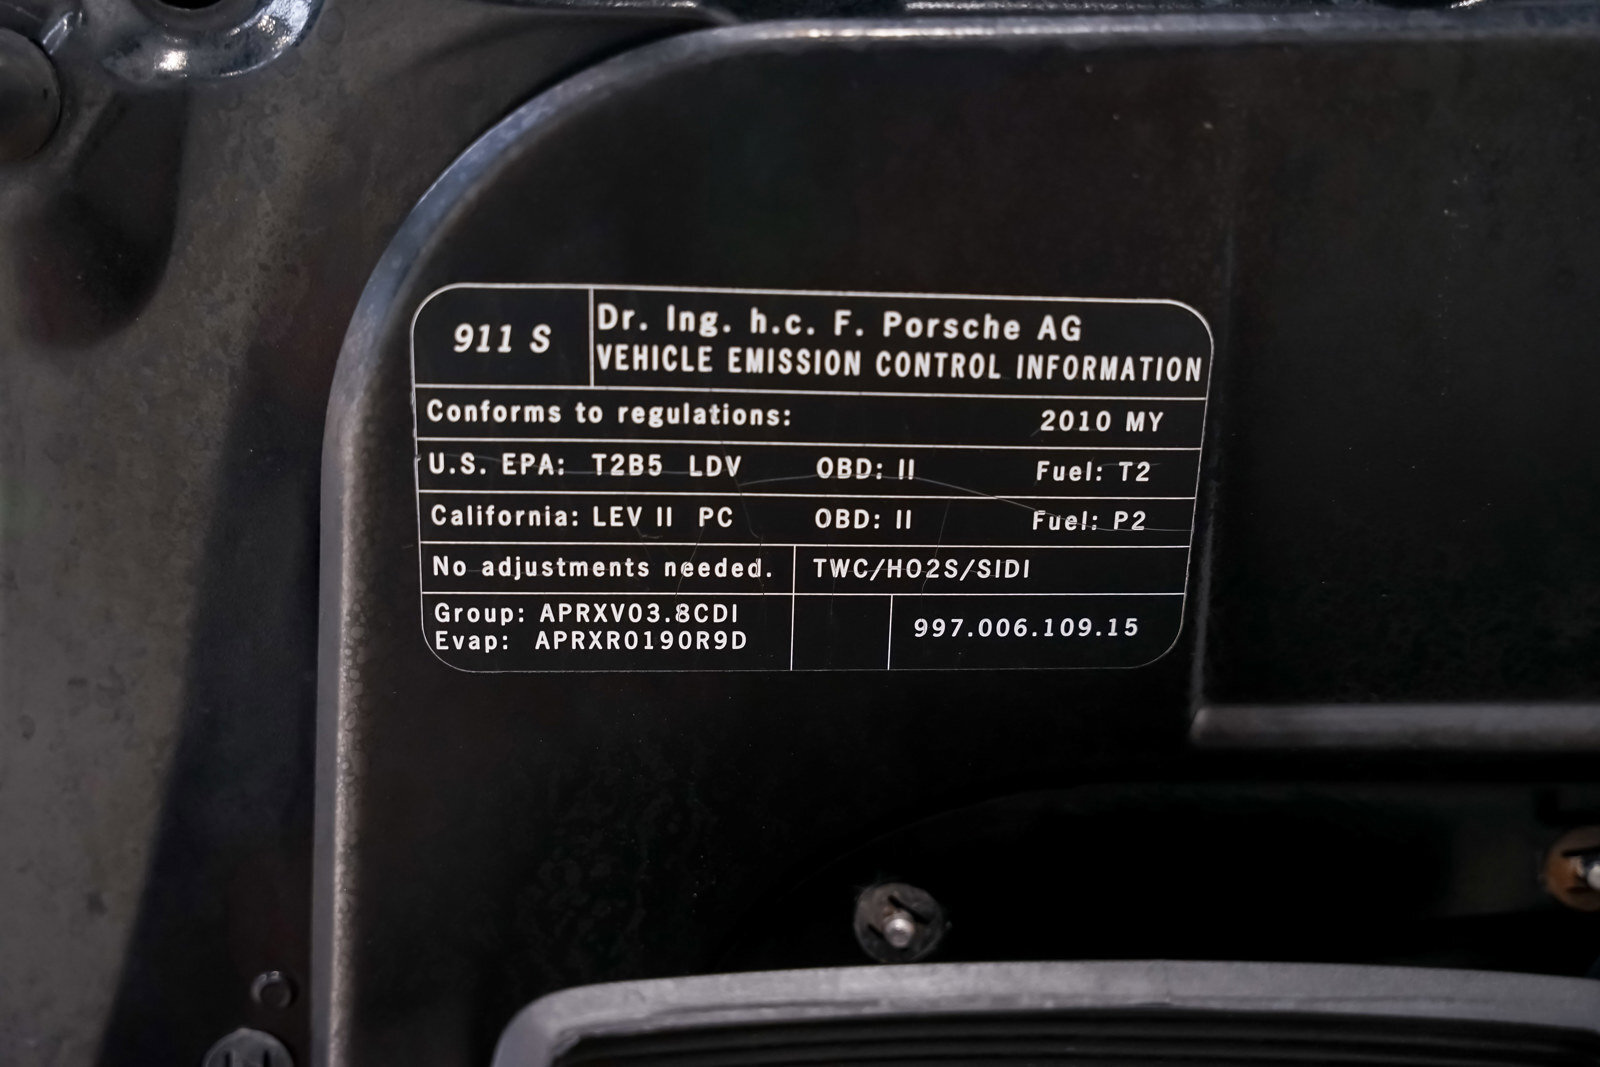 911 S
Dr. Ing. h.c. F. Porsche AG
VEHICLE EMISSION CONTROL INFORMATION
Conforms to regulations: 2010 MY
U.S. EPA: T2B5 LDV OBD: II Fuel: T2
California: LEV II PC OBD: II Fuel: P2
No adjustments needed. TWC/HO2S/SIDI
Group: APRXV03.8CDI
Evap: APRXR0190R9D
997.006.109.15